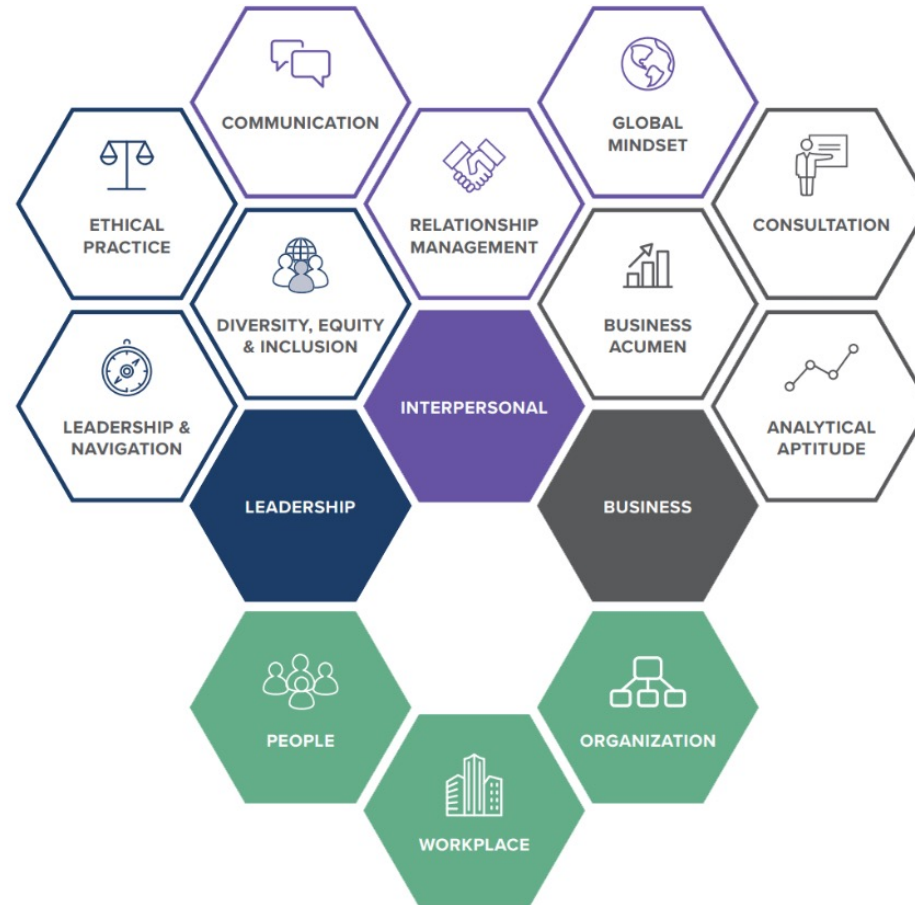 COMMUNICATION
GLOBAL
MINDSET
ETHICAL
PRACTICE
RELATIONSHIP
MANAGEMENT
CONSULTATION
DIVERSITY, EQUITY
& INCLUSION
BUSINESS
ACUMEN
LEADERSHIP &
NAVIGATION
INTERPERSONAL
ANALYTICAL
APTITUDE
LEADERSHIP
BUSINESS
PEOPLE
ORGANIZATION
WORKPLACE